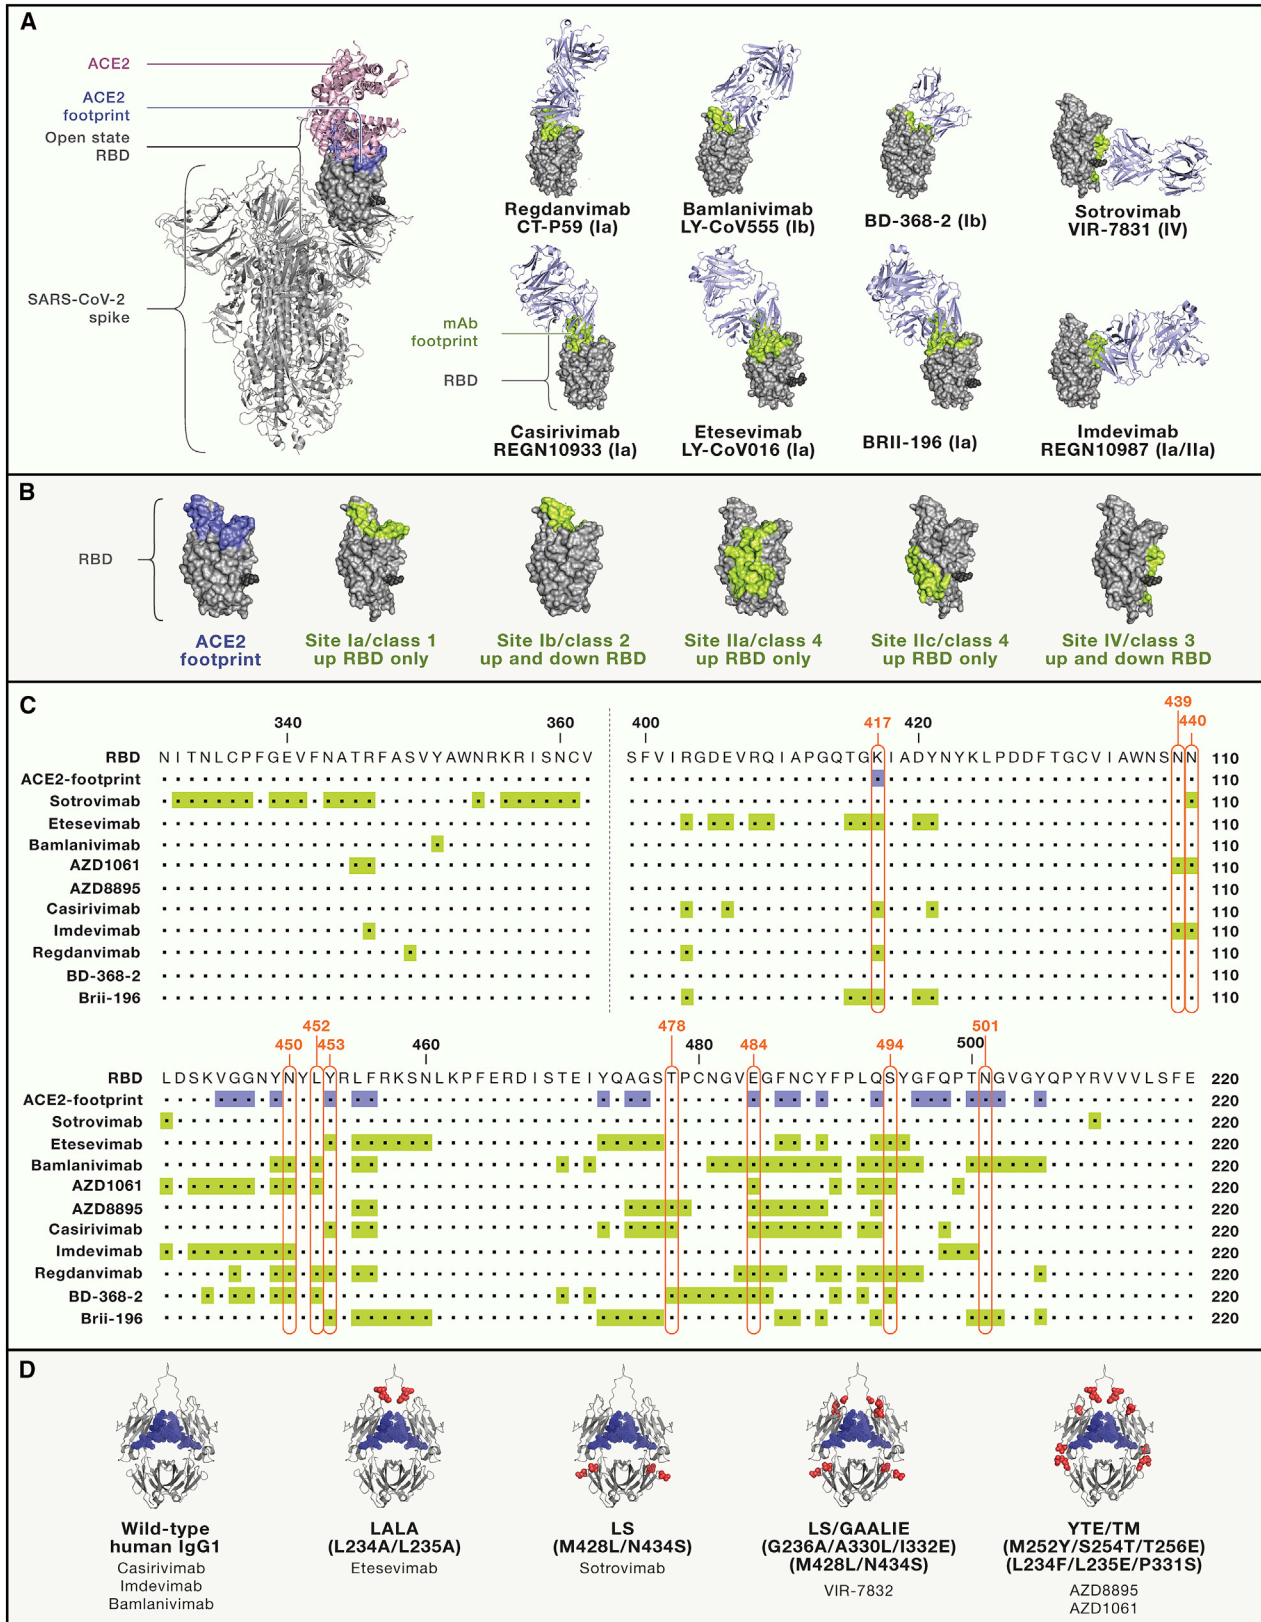 A
ACE2
ACE2
footprint
Open state
RBD
SARS-CoV-2
spike
Regdanvimab
CT-P59 (Ia)
Bamlanivimab
LY-CoV555 (Ib)
BD-368-2 (Ib)
Sotrovimab
VIR-7831 (IV)
mAb
footprint
RBD
Casirivimab
REGN10933 (Ia)
Etesevimab
LY-CoV016 (Ia)
BRII-196 (Ia)
Imdevimab
REGN10987 (Ia/IIa)
B
RBD
ACE2
footprint
Site Ia/class 1
up RBD only
Site Ib/class 2
up and down RBD
Site IIa/class 4
up RBD only
Site IIc/class 4
up RBD only
Site IV/class 3
up and down RBD
C
340 360 400 417 420 439 440
RBD NITNLCPFGEVFNATRFASVYAWNRKRISNCV SFVIRGDEVRQIAPGQTGKIADYNYKLPDDFTGCVIAWNSNN 110
ACE2-footprint 110
Sotrovimab 110
Etesevimab 110
Bamlanivimab 110
AZD1061 110
AZD8895 110
Casirivimab 110
Imdevimab 110
Regdanvimab 110
BD-368-2 110
Brii-196 110
450 452 453 460 478 480 484 494 500 501
RBD LDSKVGGNYNYLYRLFRKSNLKPFERDISTEIYQAGSTPCNGVEGFNCYFPLQSYGFQPTNGVGYQPYRVVVLSFE 220
ACE2-footprint 220
Sotrovimab 220
Etesevimab 220
Bamlanivimab 220
AZD1061 220
AZD8895 220
Casirivimab 220
Imdevimab 220
Regdanvimab 220
BD-368-2 220
Brii-196 220
D
Wild-type
human IgG1
Casirivimab
Imdevimab
Bamlanivimab
LALA
(L234A/L235A)
Etesevimab
LS
(M428L/N434S)
Sotrovimab
LS/GAALIE
(G236A/A330L/I332E)
(M428L/N434S)
VIR-7832
YTE/TM
(M252Y/S254T/T256E)
(L234F/L235E/P331S)
AZD8895
AZD1061